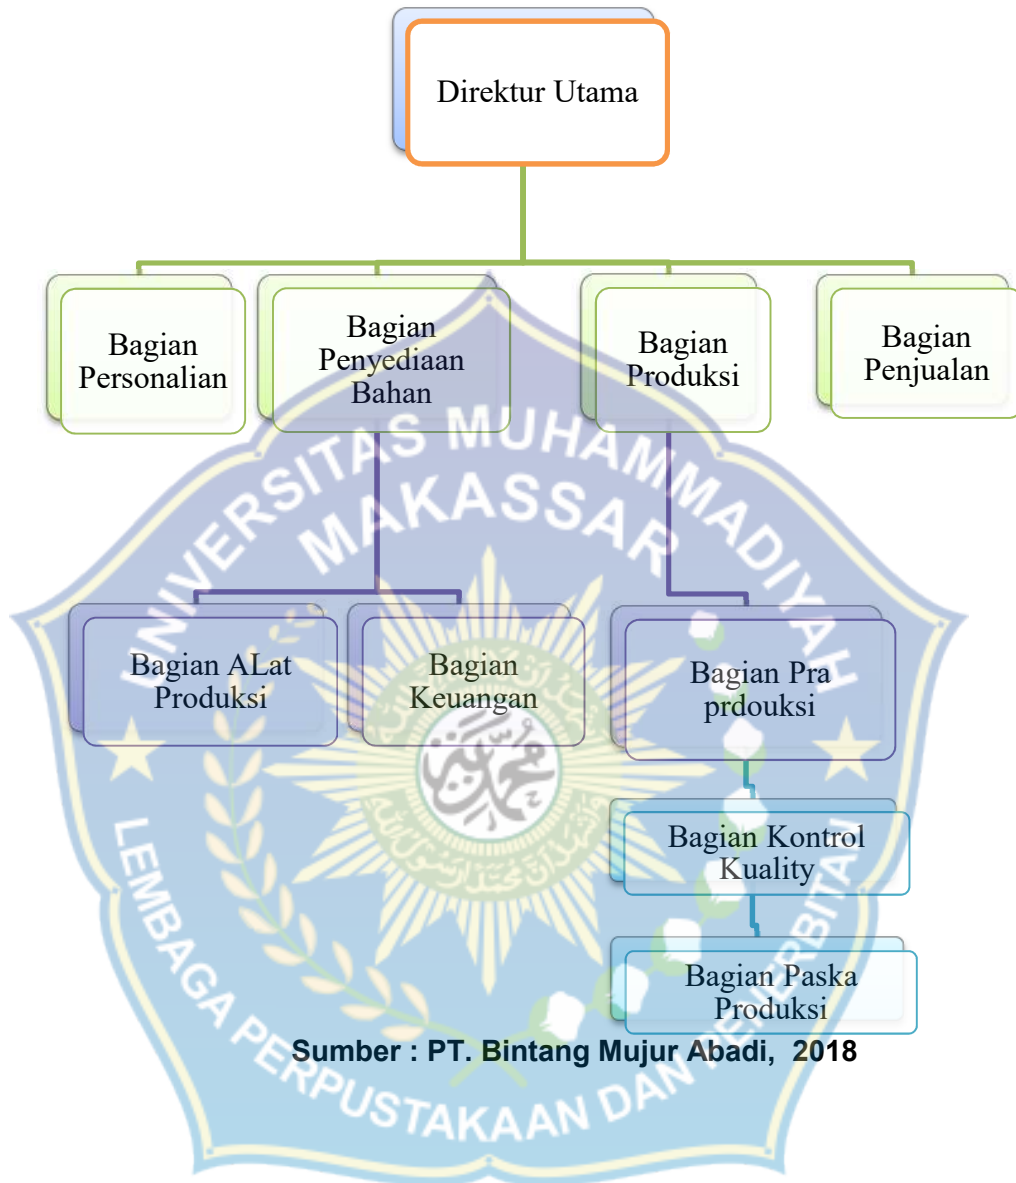 Direktur Utama
Bagian
Personalian
Bagian
Penyediaan
Bahan
Bagian
Produksi
Bagian
Penjualan
UNIVERSITAS MUHAMMADIYAH
MAKASSAR
Bagian ALat
Produksi
Bagian
Keuangan
Bagian Pra
prdouksi
Bagian Kontrol
Kuality
Bagian Paska
Produksi
Sumber : PT. Bintang Mujur Abadi, 2018
LEMBAGA PERPUSTAKAAN DAN PENERBITAN